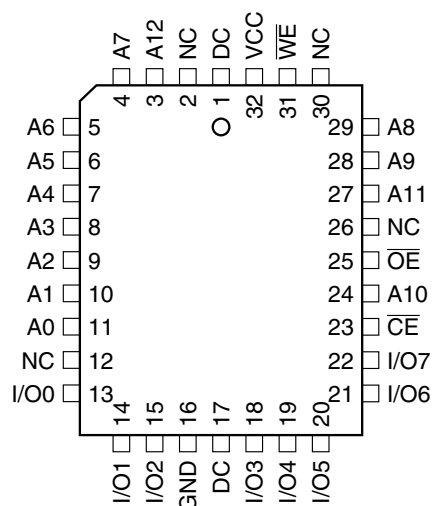 A7 A12 NC DC VCC W̅E̅ NC
4 3 2 1 32 31 30
A6 5 29 A8
A5 6 28 A9
A4 7 27 A11
A3 8 26 NC
A2 9 25 O̅E̅
A1 10 24 A10
A0 11 23 C̅E̅
NC 12 22 I/O7
I/O0 13 21 I/O6
14 15 16 17 18 19 20
I/O1 I/O2 GND DC I/O3 I/O4 I/O5